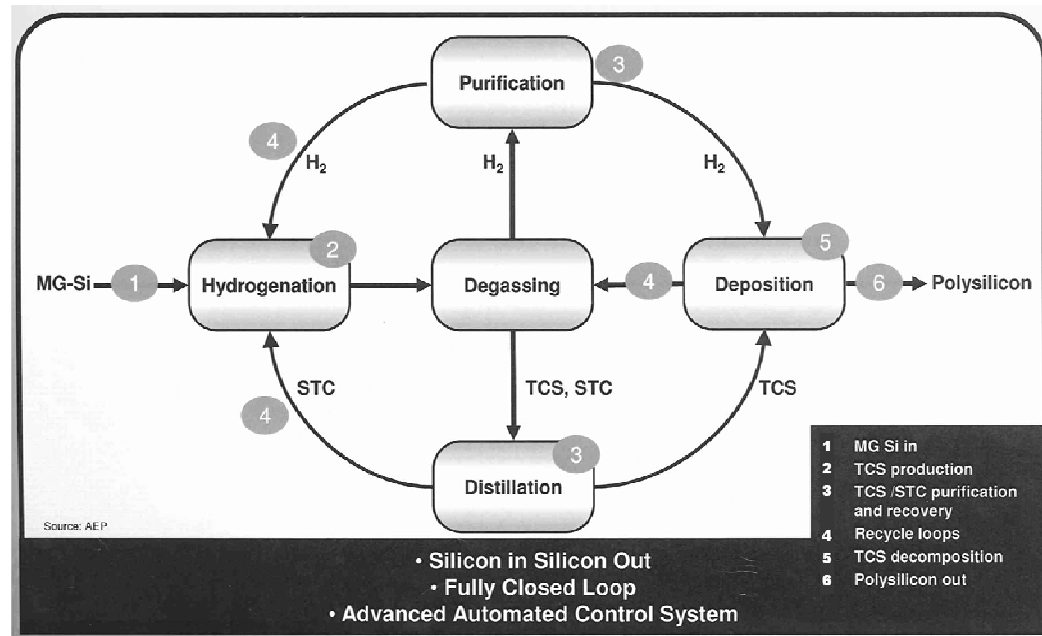 Purification
3
4
H₂
H₂
H₂
2
5
MG-Si
1
Hydrogenation
Degassing
4
Deposition
6
Polysilicon
STC
TCS, STC
TCS
4
3
Distillation
Source: AEP
1 MG Si in
2 TCS production
3 TCS /STC purification
and recovery
4 Recycle loops
5 TCS decomposition
6 Polysilicon out
• Silicon in Silicon Out
• Fully Closed Loop
• Advanced Automated Control System